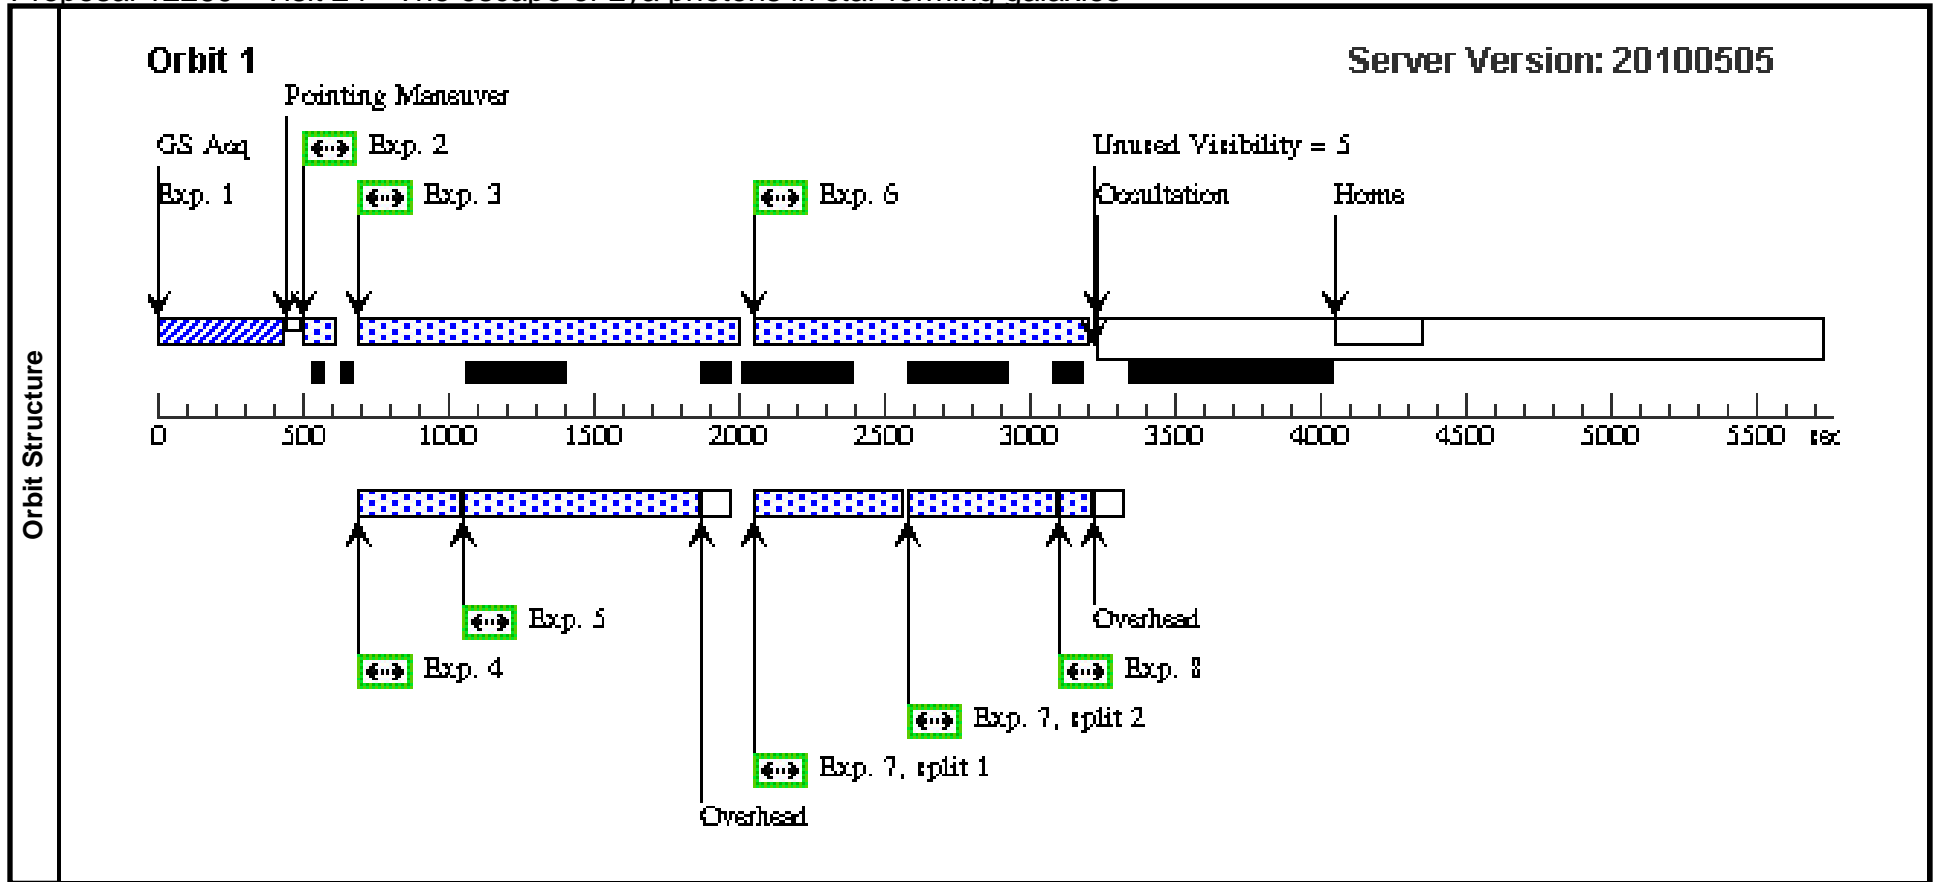 Orbit 1
Server Version: 20100505
Pointing Maneuver
GS Acq
Exp. 2
Unused Visibility = 5
Exp. 1
Exp. 3
Exp. 6
Occultation
Home
0 500 1000 1500 2000 2500 3000 3500 4000 4500 5000 5500 sec
Orbit Structure
Exp. 5
Overhead
Exp. 4
Exp. 8
Exp. 7, split 2
Exp. 7, split 1
Overhead